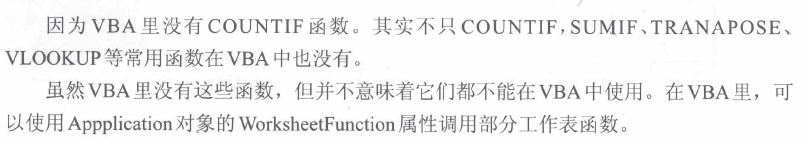 因为VBA里没有COUNTIF函数。其实不只COUNTIF,SUMIF、TRANAPOSE、
VLOOKUP等常用函数在VBA中也没有。
虽然VBA里没有这些函数，但并不意味着它们都不能在VBA中使用。在VBA里，可
以使用Appplication对象的WorksheetFunction属性调用部分工作表函数。